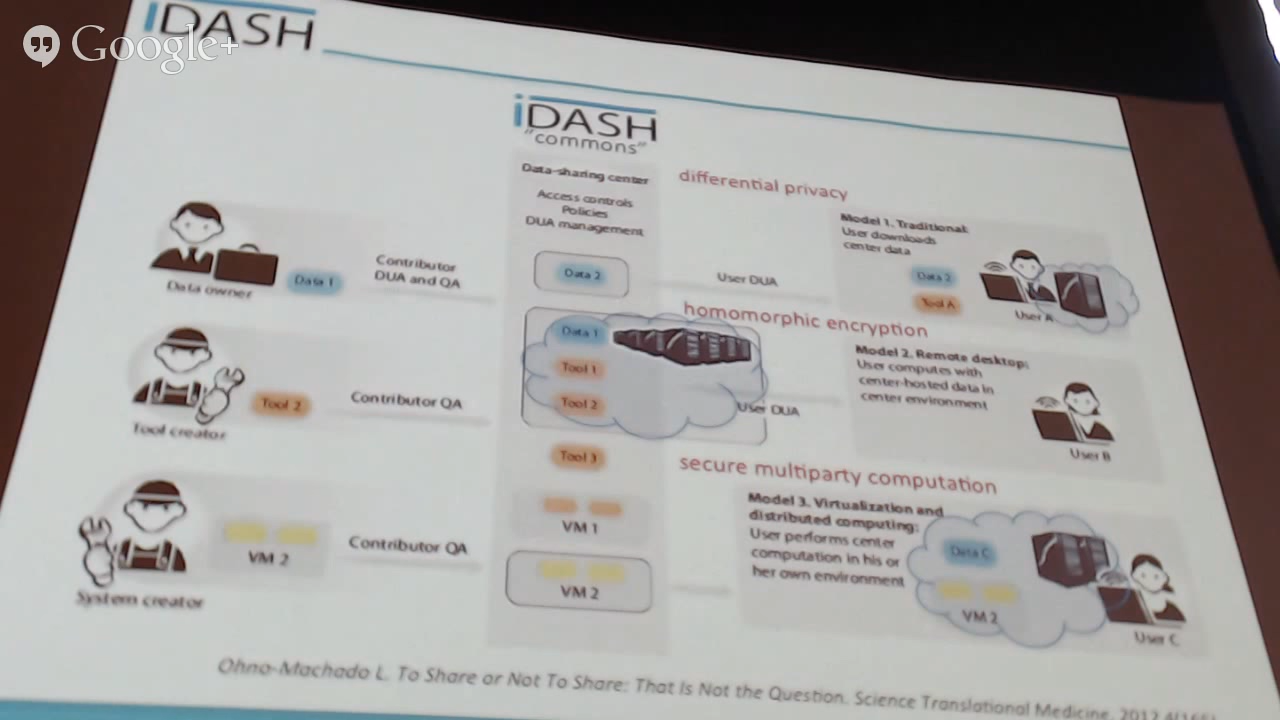 iDASH
Google+
iDASH
"commons"
Data-sharing center
Access controls
Policies
DUA management
differential privacy
Data owner
Data 1
Contributor
DUA and QA
Data 2
User DUA
Model 1. Traditional:
User downloads
center data
Data 2
Tool A
User A
homomorphic encryption
Tool creator
Tool 2
Contributor QA
Data 1
Tool 1
Tool 2
User DUA
Model 2. Remote desktop:
User computes with
center-hosted data in
center environment
User B
Tool 3
secure multiparty computation
System creator
VM 2
Contributor QA
VM 1
VM 2
Model 3. Virtualization and
distributed computing:
User performs center
computation in his or
her own environment
Data C
VM 2
User C
Ohno-Machado L. To Share or Not To Share: That Is Not the Question. Science Translational Medicine, 2012